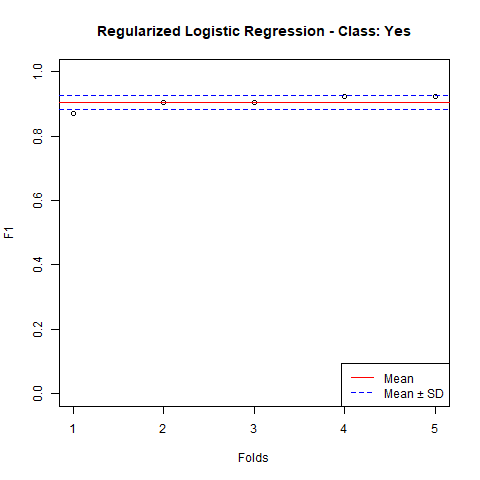 Regularized Logistic Regression - Class: Yes
1.0
0.8
0.6
0.4
0.2
0.0
F1
1 2 3 4 5
Folds
Mean
Mean ± SD